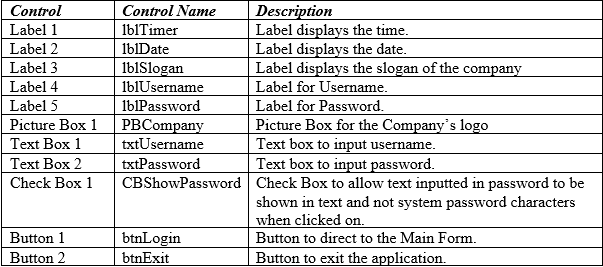 Control Control Name Description
Label 1 lblTimer Label displays the time.
Label 2 lblDate Label displays the date.
Label 3 lblSlogan Label displays the slogan of the company
Label 4 lblUsername Label for Username.
Label 5 lblPassword Label for Password.
Picture Box 1 PBCompany Picture Box for the Company’s logo
Text Box 1 txtUsername Text box to input username.
Text Box 2 txtPassword Text box to input password.
Check Box 1 CBShowPassword Check Box to allow text inputted in password to be
shown in text and not system password characters
when clicked on.
Button 1 btnLogin Button to direct to the Main Form.
Button 2 btnExit Button to exit the application.